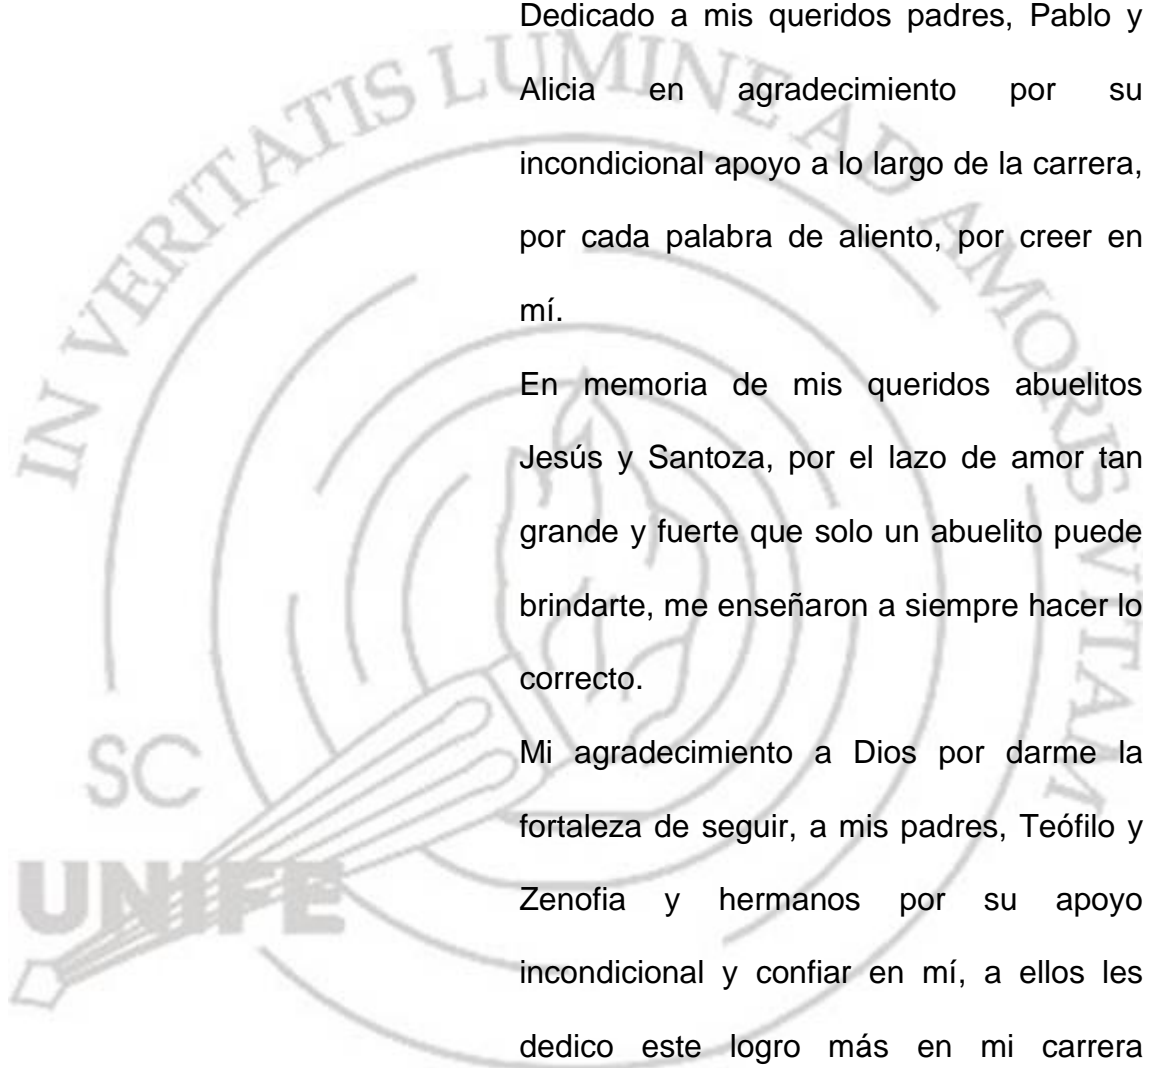 Dedicado a mis queridos padres, Pablo y
Alicia en agradecimiento por su
incondicional apoyo a lo largo de la carrera,
por cada palabra de aliento, por creer en
mí.
En memoria de mis queridos abuelitos
Jesús y Santoza, por el lazo de amor tan
grande y fuerte que solo un abuelito puede
brindarte, me enseñaron a siempre hacer lo
correcto.
Mi agradecimiento a Dios por darme la
fortaleza de seguir, a mis padres, Teófilo y
Zenofia y hermanos por su apoyo
incondicional y confiar en mí, a ellos les
dedico este logro más en mi carrera
IN VERITATIS LUMINE AD AMORIS VITAM
SC
UNIFE